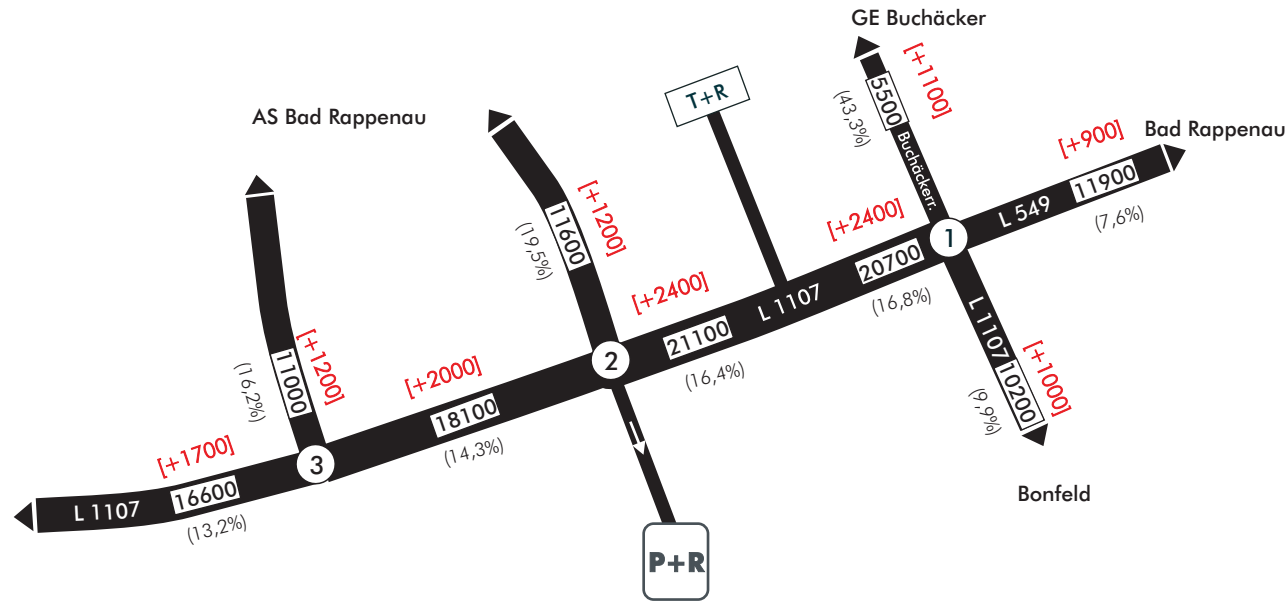 GE Buchäcker
[+1100]
5500
(43,3%)
Buchäckerr.
T+R
AS Bad Rappenau
Bad Rappenau
[+900]
11900
L 549
(7,6%)
1
[+2400]
20700
(16,8%)
L 1107
L 1107
10200
[+1000]
(9,9%)
Bonfeld
[+1200]
11600
(19,5%)
[+2400]
21100
(16,4%)
2
[+2000]
18100
(14,3%)
P+R
[+1200]
11000
(16,2%)
3
[+1700]
16600
L 1107
(13,2%)